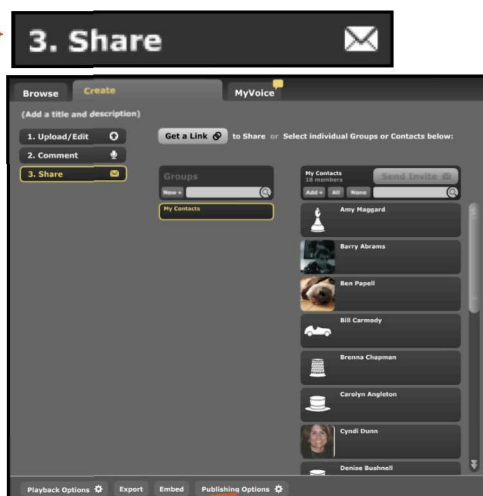 3. Share
Browse Create MyVoice
(Add a title and description)
1. Upload/Edit
Get a Link to Share or Select individual Groups or Contacts below:
2. Comment
3. Share
Groups
New +
My Contacts
My Contacts
18 members
Send Invite
Add + All None
Amy Maggard
Barry Abrams
Ben Papell
Bill Carmody
Brenna Chapman
Carolyn Angleton
Cyndi Dunn
Denise Bushnell
Playback Options Export Embed Publishing Options